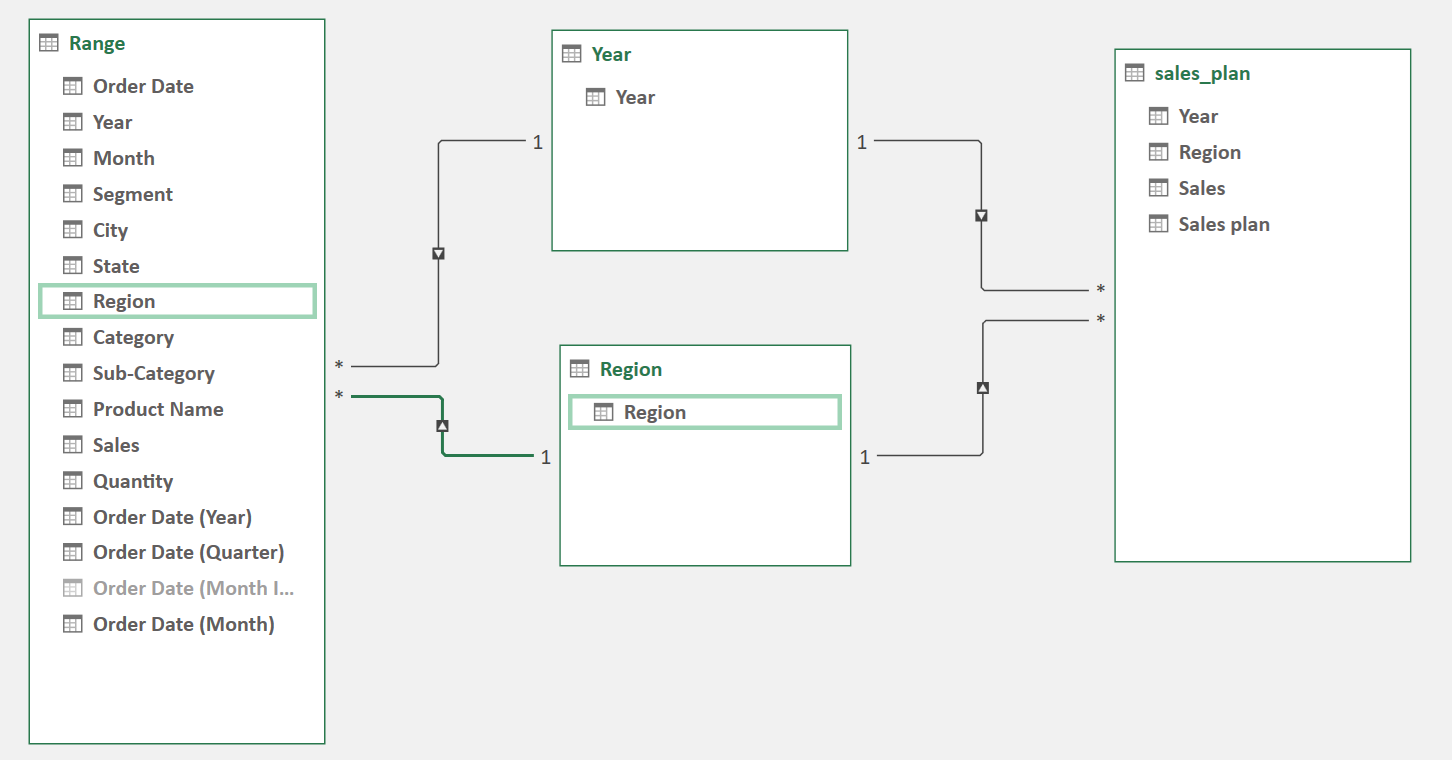 Range
Order Date
Year
Month
Segment
City
State
Region
Category
Sub-Category
Product Name
Sales
Quantity
Order Date (Year)
Order Date (Quarter)
Order Date (Month I...
Order Date (Month)
*
*
1
1
Year
Year
1
1
Region
Region
*
*
sales_plan
Year
Region
Sales
Sales plan